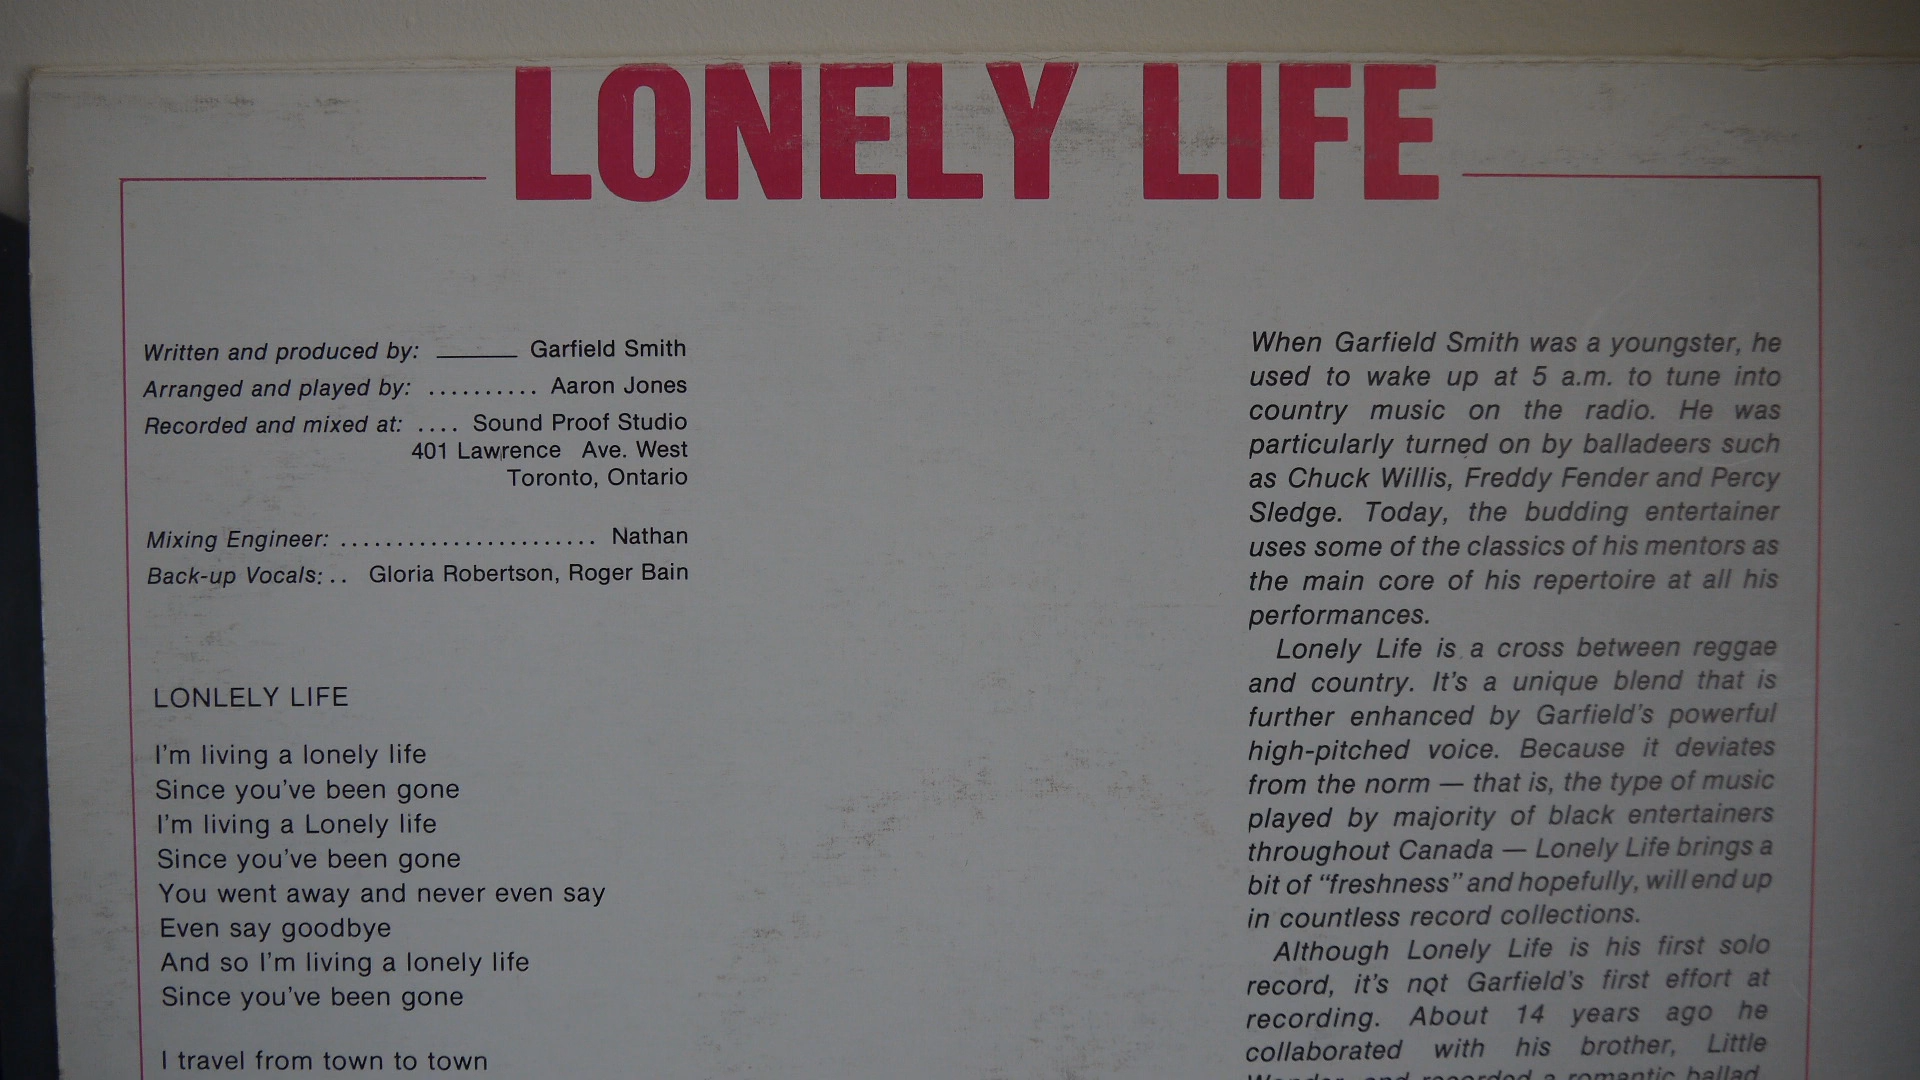 LONELY LIFE
Written and produced by: ______ Garfield Smith
Arranged and played by: .......... Aaron Jones
Recorded and mixed at: .... Sound Proof Studio
401 Lawrence Ave. West
Toronto, Ontario
Mixing Engineer: ....................... Nathan
Back-up Vocals: .. Gloria Robertson, Roger Bain
LONLELY LIFE
I'm living a lonely life
Since you've been gone
I'm living a Lonely life
Since you've been gone
You went away and never even say
Even say goodbye
And so I'm living a lonely life
Since you've been gone
I travel from town to town
When Garfield Smith was a youngster, he
used to wake up at 5 a.m. to tune into
country music on the radio. He was
particularly turned on by balladeers such
as Chuck Willis, Freddy Fender and Percy
Sledge. Today, the budding entertainer
uses some of the classics of his mentors as
the main core of his repertoire at all his
performances.
Lonely Life is a cross between reggae
and country. It's a unique blend that is
further enhanced by Garfield's powerful
high-pitched voice. Because it deviates
from the norm — that is, the type of music
played by majority of black entertainers
throughout Canada — Lonely Life brings a
bit of "freshness" and hopefully, will end up
in countless record collections.
Although Lonely Life is his first solo
record, it's not Garfield's first effort at
recording. About 14 years ago he
collaborated with his brother, Little
Wonder, and recorded a romantic ballad,